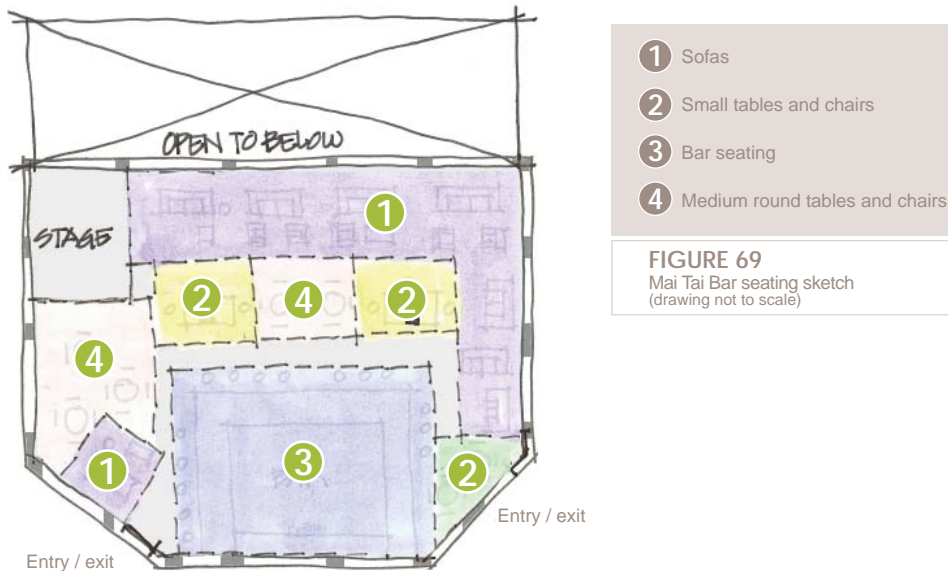 OPEN TO BELOW
STAGE
1
2
4
2
4
1
3
2
Entry / exit
Entry / exit
1 Sofas
2 Small tables and chairs
3 Bar seating
4 Medium round tables and chairs
FIGURE 69
Mai Tai Bar seating sketch
(drawing not to scale)